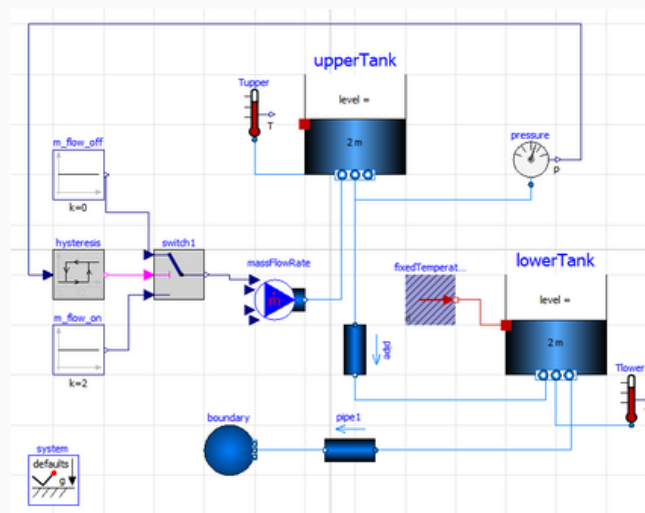 upperTank
Tupper
level =
T
2 m
m_flow_off
pressure
p
k=0
hysteresis
switch1
massFlowRate
fixedTemperat...
lowerTank
level =
ṁ
m_flow_on
2 m
pipe
k=2
Tlower
boundary
pipe1
system
defaults
g